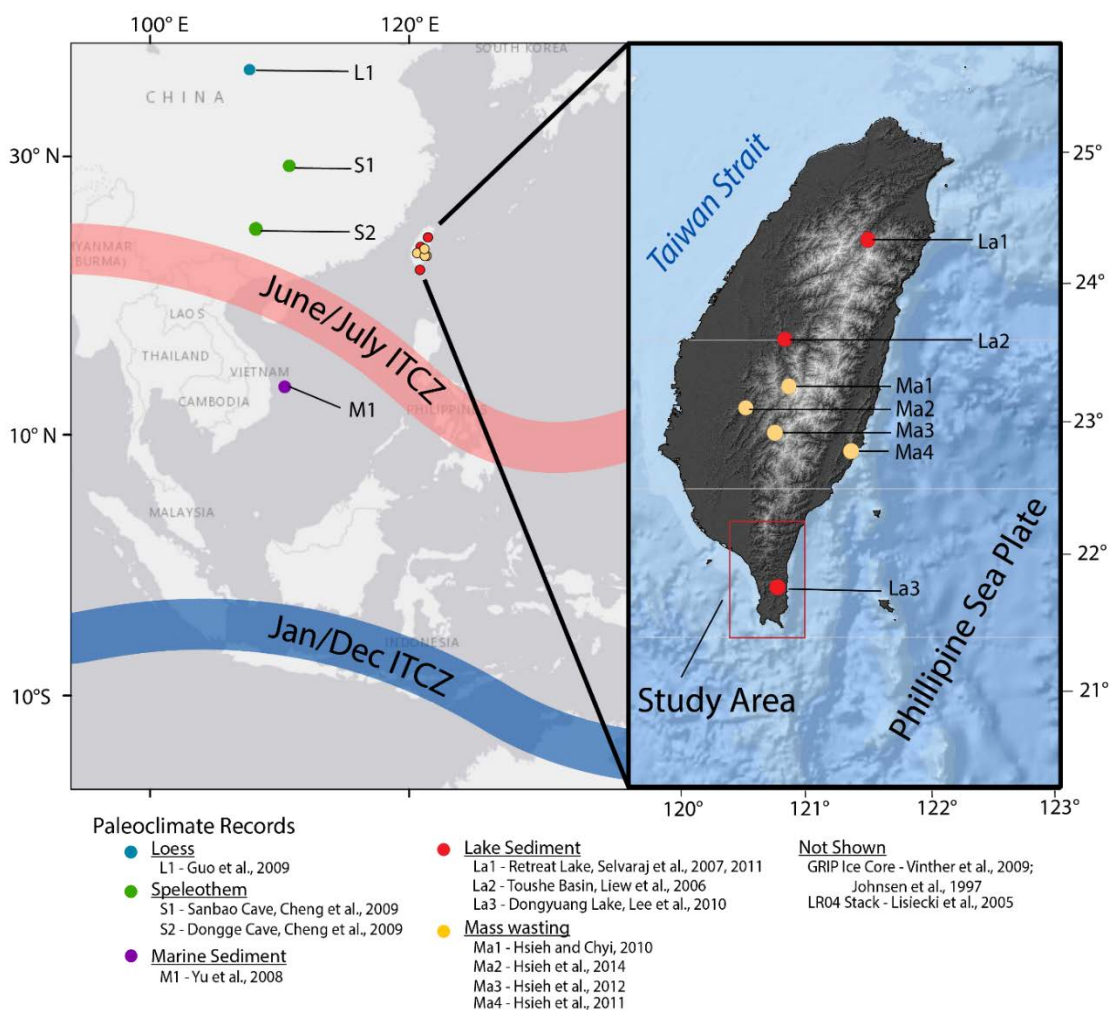 100° E
120° E
SOUTH KOREA
CHINA
L1
30° N
S1
S2
MYANMAR
(BURMA)
June/July ITCZ
LAOS
THAILAND
VIETNAM
CAMBODIA
M1
PHILIPPINES
10° N
MALAYSIA
Jan/Dec ITCZ
INDONESIA
10°S
Taiwan Strait
25°
La1
24°
La2
Ma1
Ma2
Ma3
Ma4
23°
22°
La3
Study Area
Phillipine Sea Plate
21°
120°
121°
122°
123°
Paleoclimate Records
Loess
L1 - Guo et al., 2009
Speleothem
S1 - Sanbao Cave, Cheng et al., 2009
S2 - Dongge Cave, Cheng et al., 2009
Marine Sediment
M1 - Yu et al., 2008
Lake Sediment
La1 - Retreat Lake, Selvaraj et al., 2007, 2011
La2 - Toushe Basin, Liew et al., 2006
La3 - Dongyuang Lake, Lee et al., 2010
Mass wasting
Ma1 - Hsieh and Chyi, 2010
Ma2 - Hsieh et al., 2014
Ma3 - Hsieh et al., 2012
Ma4 - Hsieh et al., 2011
Not Shown
GRIP Ice Core - Vinther et al., 2009;
Johnsen et al., 1997
LR04 Stack - Lisiecki et al., 2005